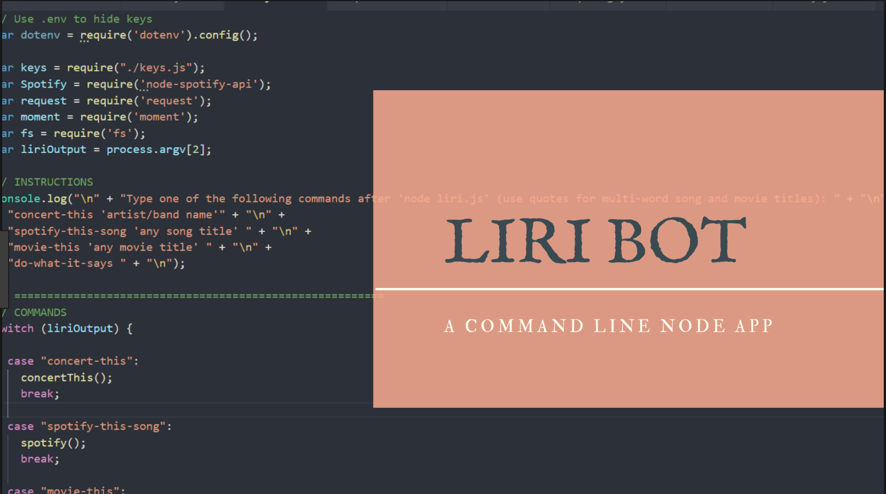 / Use .env to hide keys
ar dotenv = require('dotenv').config();
ar keys = require("./keys.js");
ar Spotify = require('node-spotify-api');
ar request = require('request');
ar moment = require('moment');
ar fs = require('fs');
ar liriOutput = process.argv[2];
/ INSTRUCTIONS
onsole.log("\n" + "Type one of the following commands after 'node liri.js' (use quotes for multi-word song and movie titles): " + "\n"
"concert-this 'artist/band name'" + "\n" +
"spotify-this-song 'any song title' " + "\n" +
"movie-this 'any movie title' " + "\n" +
"do-what-it-says " + "\n");
========================================================
/ COMMANDS
witch (liriOutput) {
case "concert-this":
concertThis();
break;
case "spotify-this-song":
spotify();
break;
case "movie-this":
LIRI BOT
A COMMAND LINE NODE APP